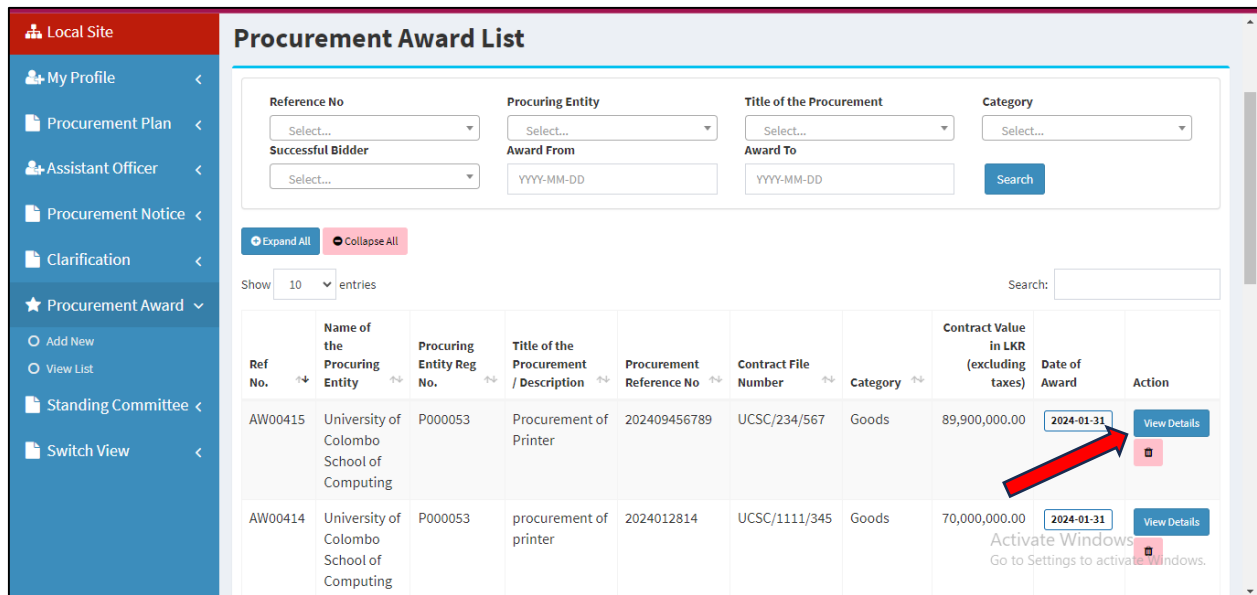 Local Site
My Profile
Procurement Plan
Assistant Officer
Procurement Notice
Clarification
Procurement Award
Add New
View List
Standing Committee
Switch View
Procurement Award List
Reference No
Procuring Entity
Title of the Procurement
Category
Select...
Select...
Select...
Select...
Successful Bidder
Award From
Award To
Select...
YYYY-MM-DD
YYYY-MM-DD
Search
Expand All
Collapse All
Show 10 entries
Search:
Ref
No.
Name of
the
Procuring
Entity
Procuring
Entity Reg
No.
Title of the
Procurement
/ Description
Procurement
Reference No
Contract File
Number
Category
Contract Value
in LKR
(excluding
taxes)
Date of
Award
Action
AW00415
University of
Colombo
School of
Computing
P000053
Procurement of
Printer
202409456789
UCSC/234/567
Goods
89,900,000.00
2024-01-31
View Details
AW00414
University of
Colombo
School of
Computing
P000053
procurement of
printer
2024012814
UCSC/1111/345
Goods
70,000,000.00
2024-01-31
View Details
Activate Windows
Go to Settings to activate Windows.